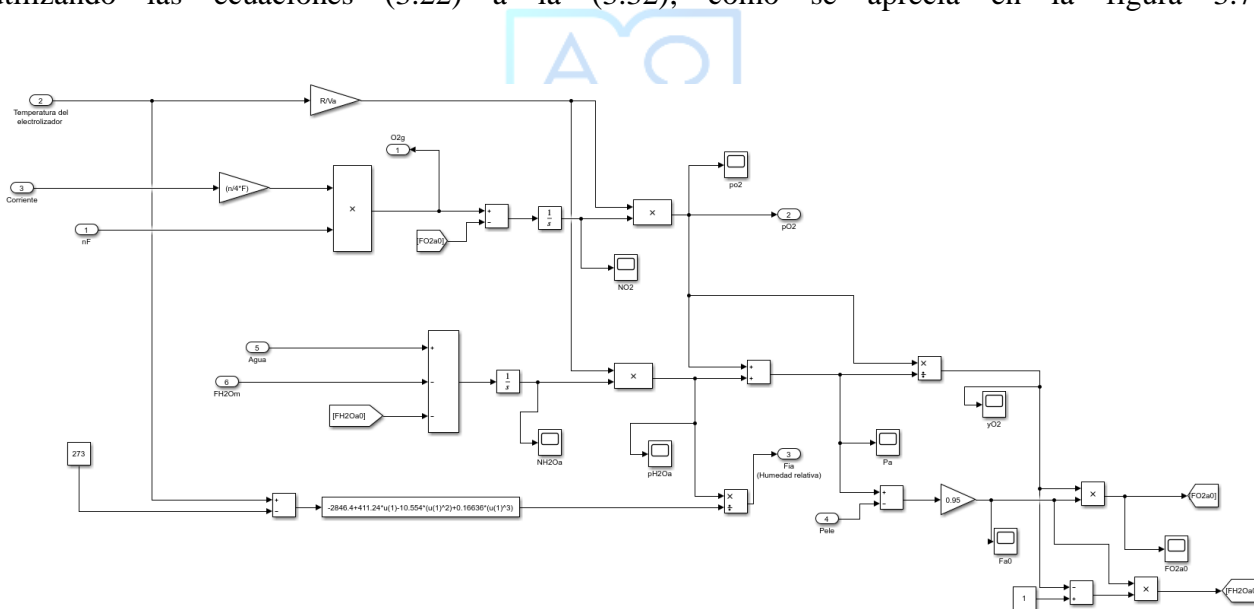 utilizando las ecuaciones (3.22) a la (3.32), como se aprecia en la figura 3.7
2
Temperatura del
electrolizador
R/Va
O2g
1
3
Corriente
(n/4*F)
×
1
nF
[FO2a0]
+
−
1
s
×
po2
2
pO2
NO2
5
Agua
6
FH2Om
[FH2Oa0]
+
−
−
1
s
×
NH2Oa
pH2Oa
+
+
×
÷
yO2
Pa
273
+
−
-2846.4+411.24*u(1)-10.554*(u(1)^2)+0.16636*(u(1)^3)
×
÷
3
Fia
(Humedad relativa)
4
Pele
+
−
0.95
Fa0
×
[FO2a0]
FO2a0
1
−
+
×
[FH2Oa0